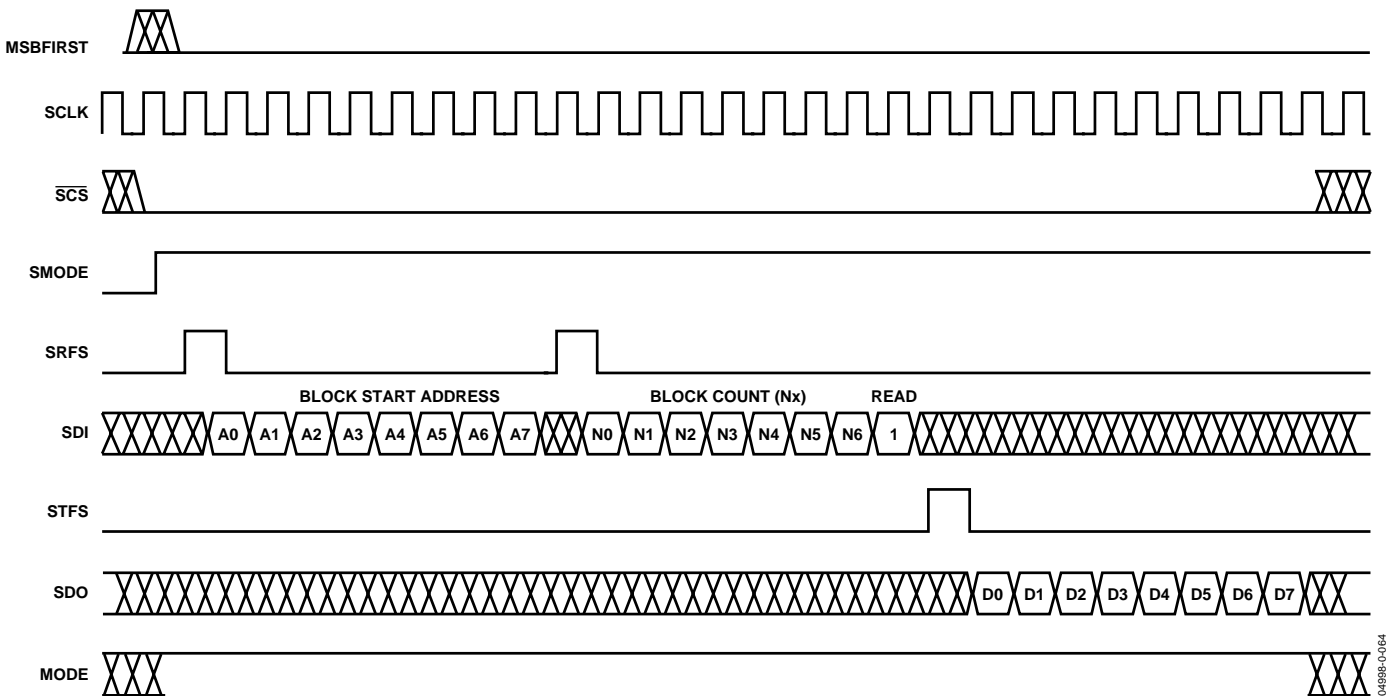 MSBFIRST
SCLK
SCS
SMODE
SRFS
BLOCK START ADDRESS BLOCK COUNT (Nx) READ
SDI A0 A1 A2 A3 A4 A5 A6 A7 N0 N1 N2 N3 N4 N5 N6 1
STFS
SDO D0 D1 D2 D3 D4 D5 D6 D7
MODE
04998-0-064